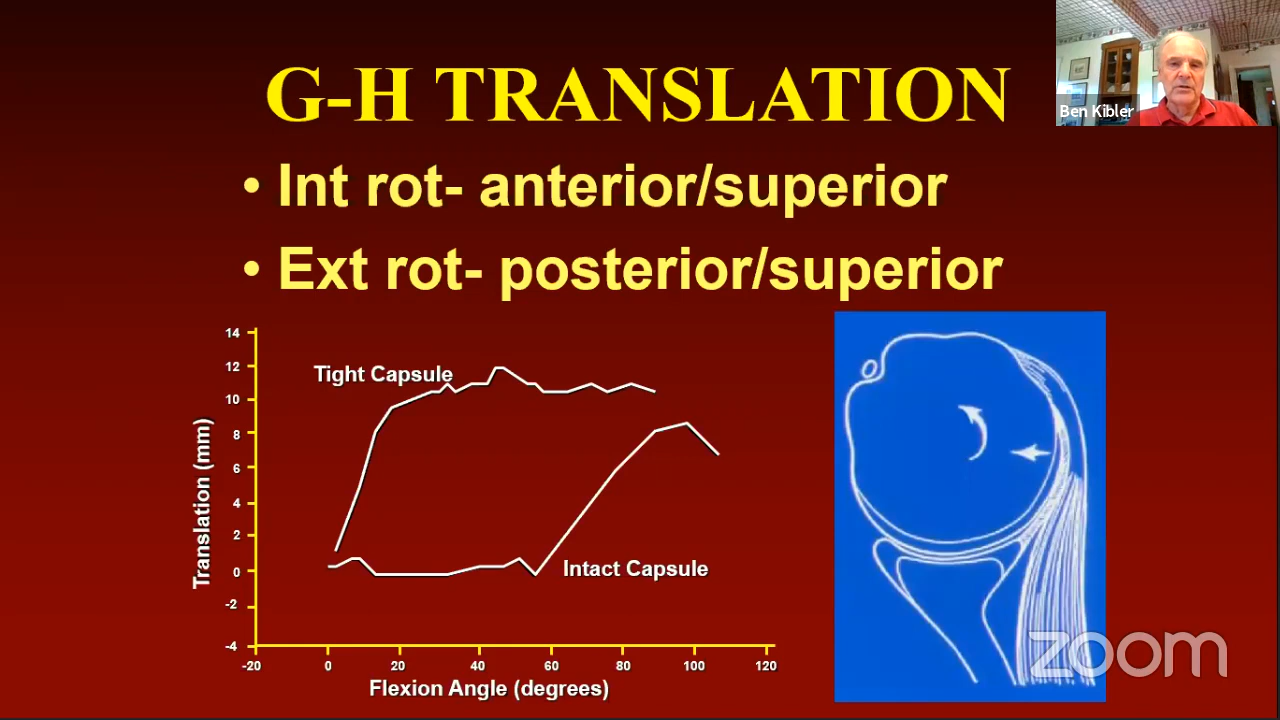 G-H TRANSLATION
Ben Kibler
• Int rot- anterior/superior
• Ext rot- posterior/superior
14
12
10
8
6
4
2
0
-2
-4
Translation (mm)
Tight Capsule
Intact Capsule
-20 0 20 40 60 80 100 120
Flexion Angle (degrees)
zoom